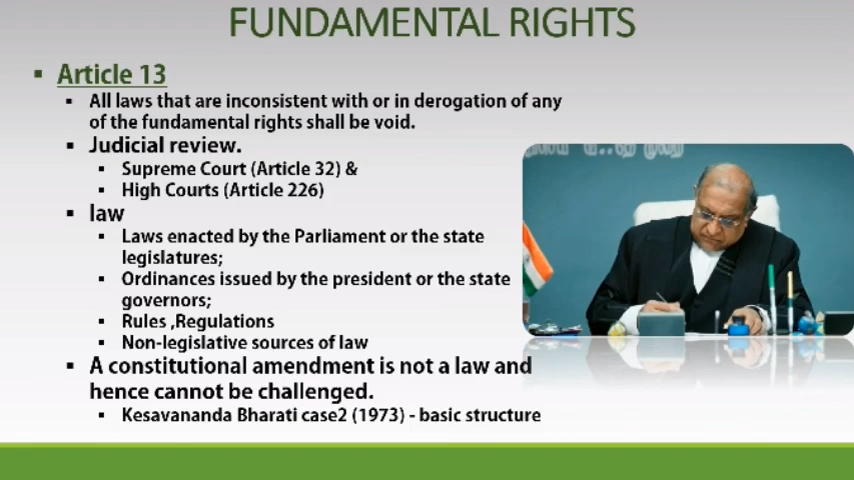 FUNDAMENTAL RIGHTS
▪ Article 13
▪ All laws that are inconsistent with or in derogation of any
of the fundamental rights shall be void.
▪ Judicial review.
▪ Supreme Court (Article 32) &
▪ High Courts (Article 226)
▪ law
▪ Laws enacted by the Parliament or the state
legislatures;
▪ Ordinances issued by the president or the state
governors;
▪ Rules ,Regulations
▪ Non-legislative sources of law
▪ A constitutional amendment is not a law and
hence cannot be challenged.
▪ Kesavananda Bharati case2 (1973) - basic structure